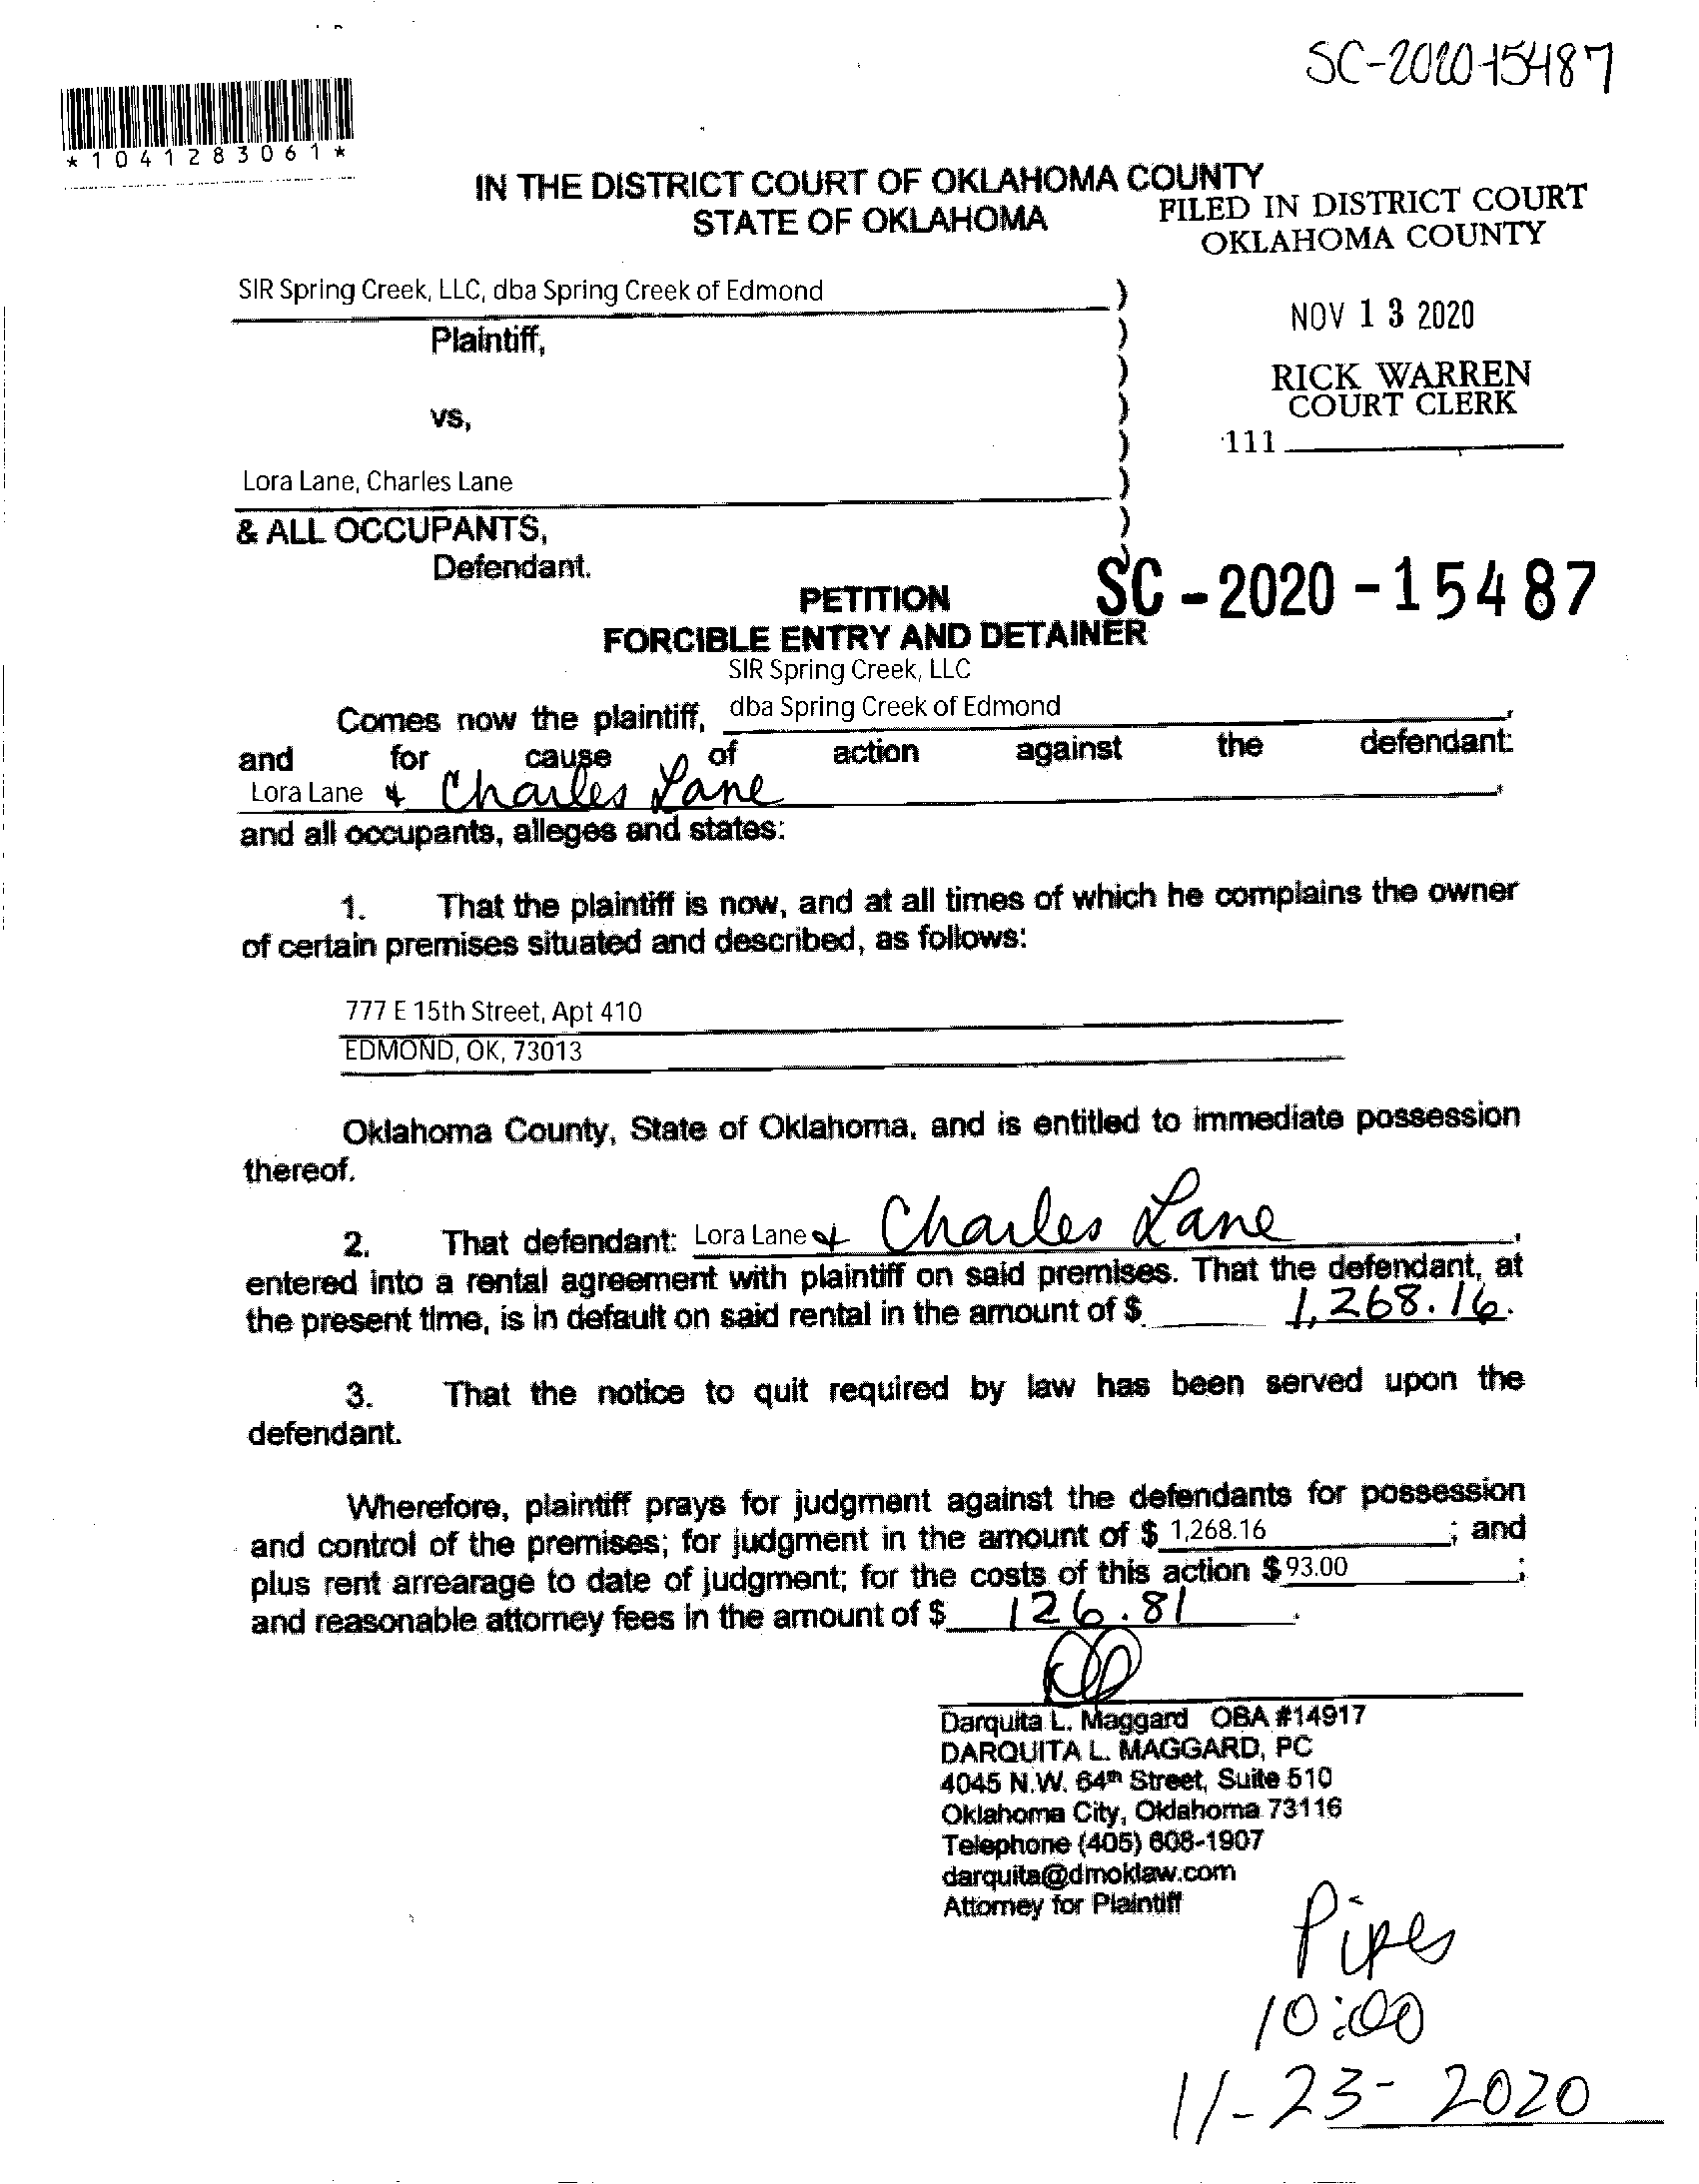 SC-2020-15487
*1041283061*
IN THE DISTRICT COURT OF OKLAHOMA COUNTY
STATE OF OKLAHOMA
FILED IN DISTRICT COURT
OKLAHOMA COUNTY
SIR Spring Creek, LLC, dba Spring Creek of Edmond )
Plaintiff, )
NOV 13 2020
)
RICK WARREN
COURT CLERK
vs, )
) 111
Lora Lane, Charles Lane )
& ALL OCCUPANTS, )
Defendant. )
PETITION
SC-2020-15487
FORCIBLE ENTRY AND DETAINER
SIR Spring Creek, LLC
Comes now the plaintiff, dba Spring Creek of Edmond,
and for cause of action against the defendant:
Lora Lane & Charles Lane,
and all occupants, alleges and states:
1. That the plaintiff is now, and at all times of which he complains the owner
of certain premises situated and described, as follows:
777 E 15th Street, Apt 410
EDMOND, OK, 73013
Oklahoma County, State of Oklahoma, and is entitled to immediate possession
thereof.
2. That defendant: Lora Lane & Charles Lane,
entered into a rental agreement with plaintiff on said premises. That the defendant, at
the present time, is in default on said rental in the amount of $ 1,268.16.
3. That the notice to quit required by law has been served upon the
defendant.
Wherefore, plaintiff prays for judgment against the defendants for possession
and control of the premises; for judgment in the amount of $ 1,268.16; and
plus rent arrearage to date of judgment; for the costs of this action $ 93.00;
and reasonable attorney fees in the amount of $ 126.81.
Darquita L. Maggard OBA #14917
DARQUITA L. MAGGARD, PC
4045 N.W. 64th Street, Suite 510
Oklahoma City, Oklahoma 73116
Telephone (405) 608-1907
darquita@dmoklaw.com
Attorney for Plaintiff
Pipes
10:00
11-23-2020